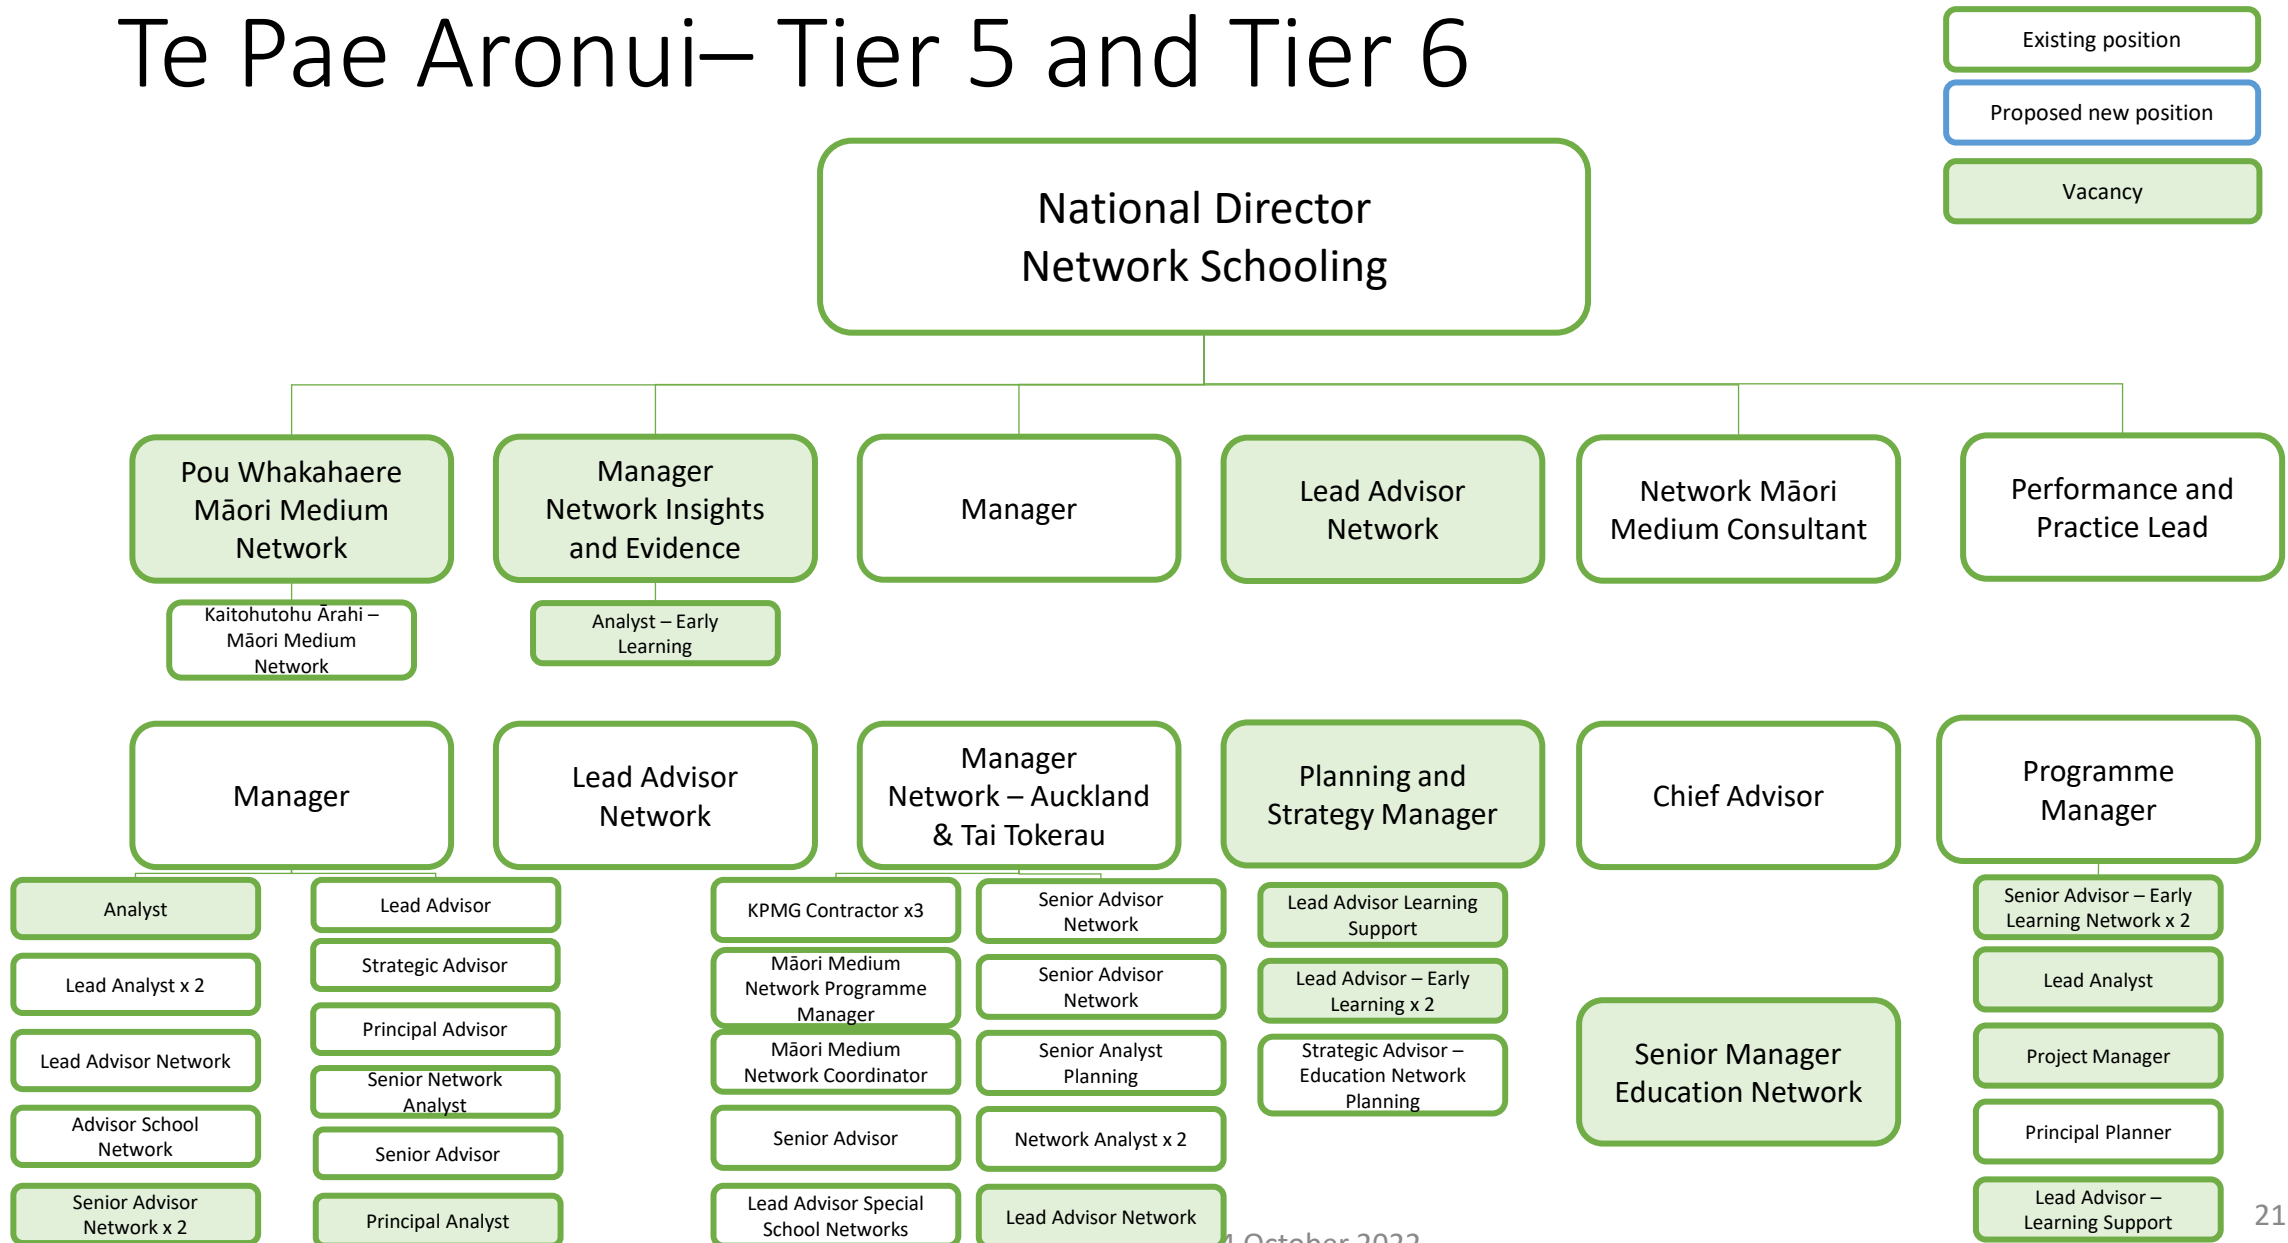 Te Pae Aronui– Tier 5 and Tier 6
Existing position
Proposed new position
Vacancy
National Director
Network Schooling
Pou Whakahaere
Māori Medium
Network
Manager
Network Insights
and Evidence
Manager
Lead Advisor
Network
Network Māori
Medium Consultant
Performance and
Practice Lead
Kaitohutohu Ārahi –
Māori Medium
Network
Analyst – Early
Learning
Manager
Lead Advisor
Network
Manager
Network – Auckland
& Tai Tokerau
Planning and
Strategy Manager
Chief Advisor
Programme
Manager
Analyst
Lead Analyst x 2
Lead Advisor Network
Advisor School
Network
Senior Advisor
Network x 2
Lead Advisor
Strategic Advisor
Principal Advisor
Senior Network
Analyst
Senior Advisor
Principal Analyst
KPMG Contractor x3
Māori Medium
Network Programme
Manager
Māori Medium
Network Coordinator
Senior Advisor
Lead Advisor Special
School Networks
Senior Advisor
Network
Senior Advisor
Network
Senior Analyst
Planning
Network Analyst x 2
Lead Advisor Network
Lead Advisor Learning
Support
Lead Advisor – Early
Learning x 2
Strategic Advisor –
Education Network
Planning
Senior Manager
Education Network
Senior Advisor – Early
Learning Network x 2
Lead Analyst
Project Manager
Principal Planner
Lead Advisor –
Learning Support
October 2022
21